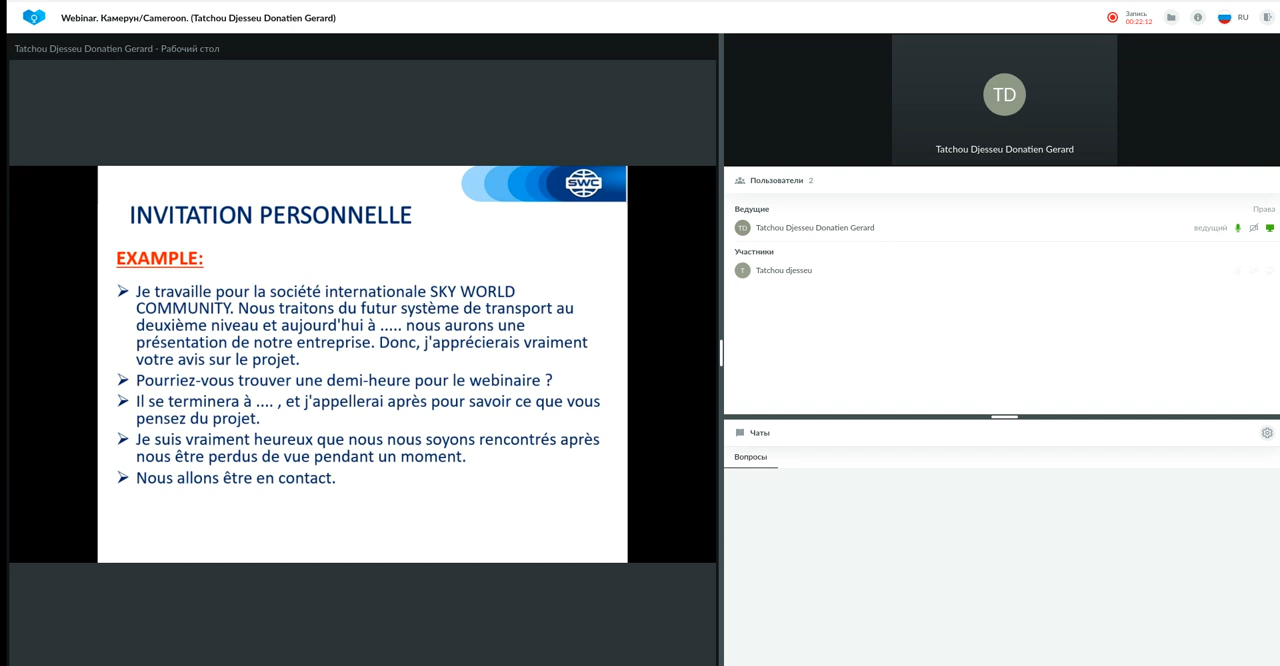 Webinar. Камерун/Cameroon. (Tatchou Djesseu Donatien Gerard)
Запись
00:22:12
RU
Tatchou Djesseu Donatien Gerard - Рабочий стол
SWC
INVITATION PERSONNELLE
EXAMPLE:
➢ Je travaille pour la société internationale SKY WORLD
COMMUNITY. Nous traitons du futur système de transport au
deuxième niveau et aujourd'hui à ..... nous aurons une
présentation de notre entreprise. Donc, j'apprécierais vraiment
votre avis sur le projet.
➢ Pourriez-vous trouver une demi-heure pour le webinaire ?
➢ Il se terminera à .... , et j'appellerai après pour savoir ce que vous
pensez du projet.
➢ Je suis vraiment heureux que nous nous soyons rencontrés après
nous être perdus de vue pendant un moment.
➢ Nous allons être en contact.
TD
Tatchou Djesseu Donatien Gerard
Пользователи 2
Ведущие Права
TD Tatchou Djesseu Donatien Gerard ведущий
Участники
T Tatchou djesseu
Чаты
Вопросы